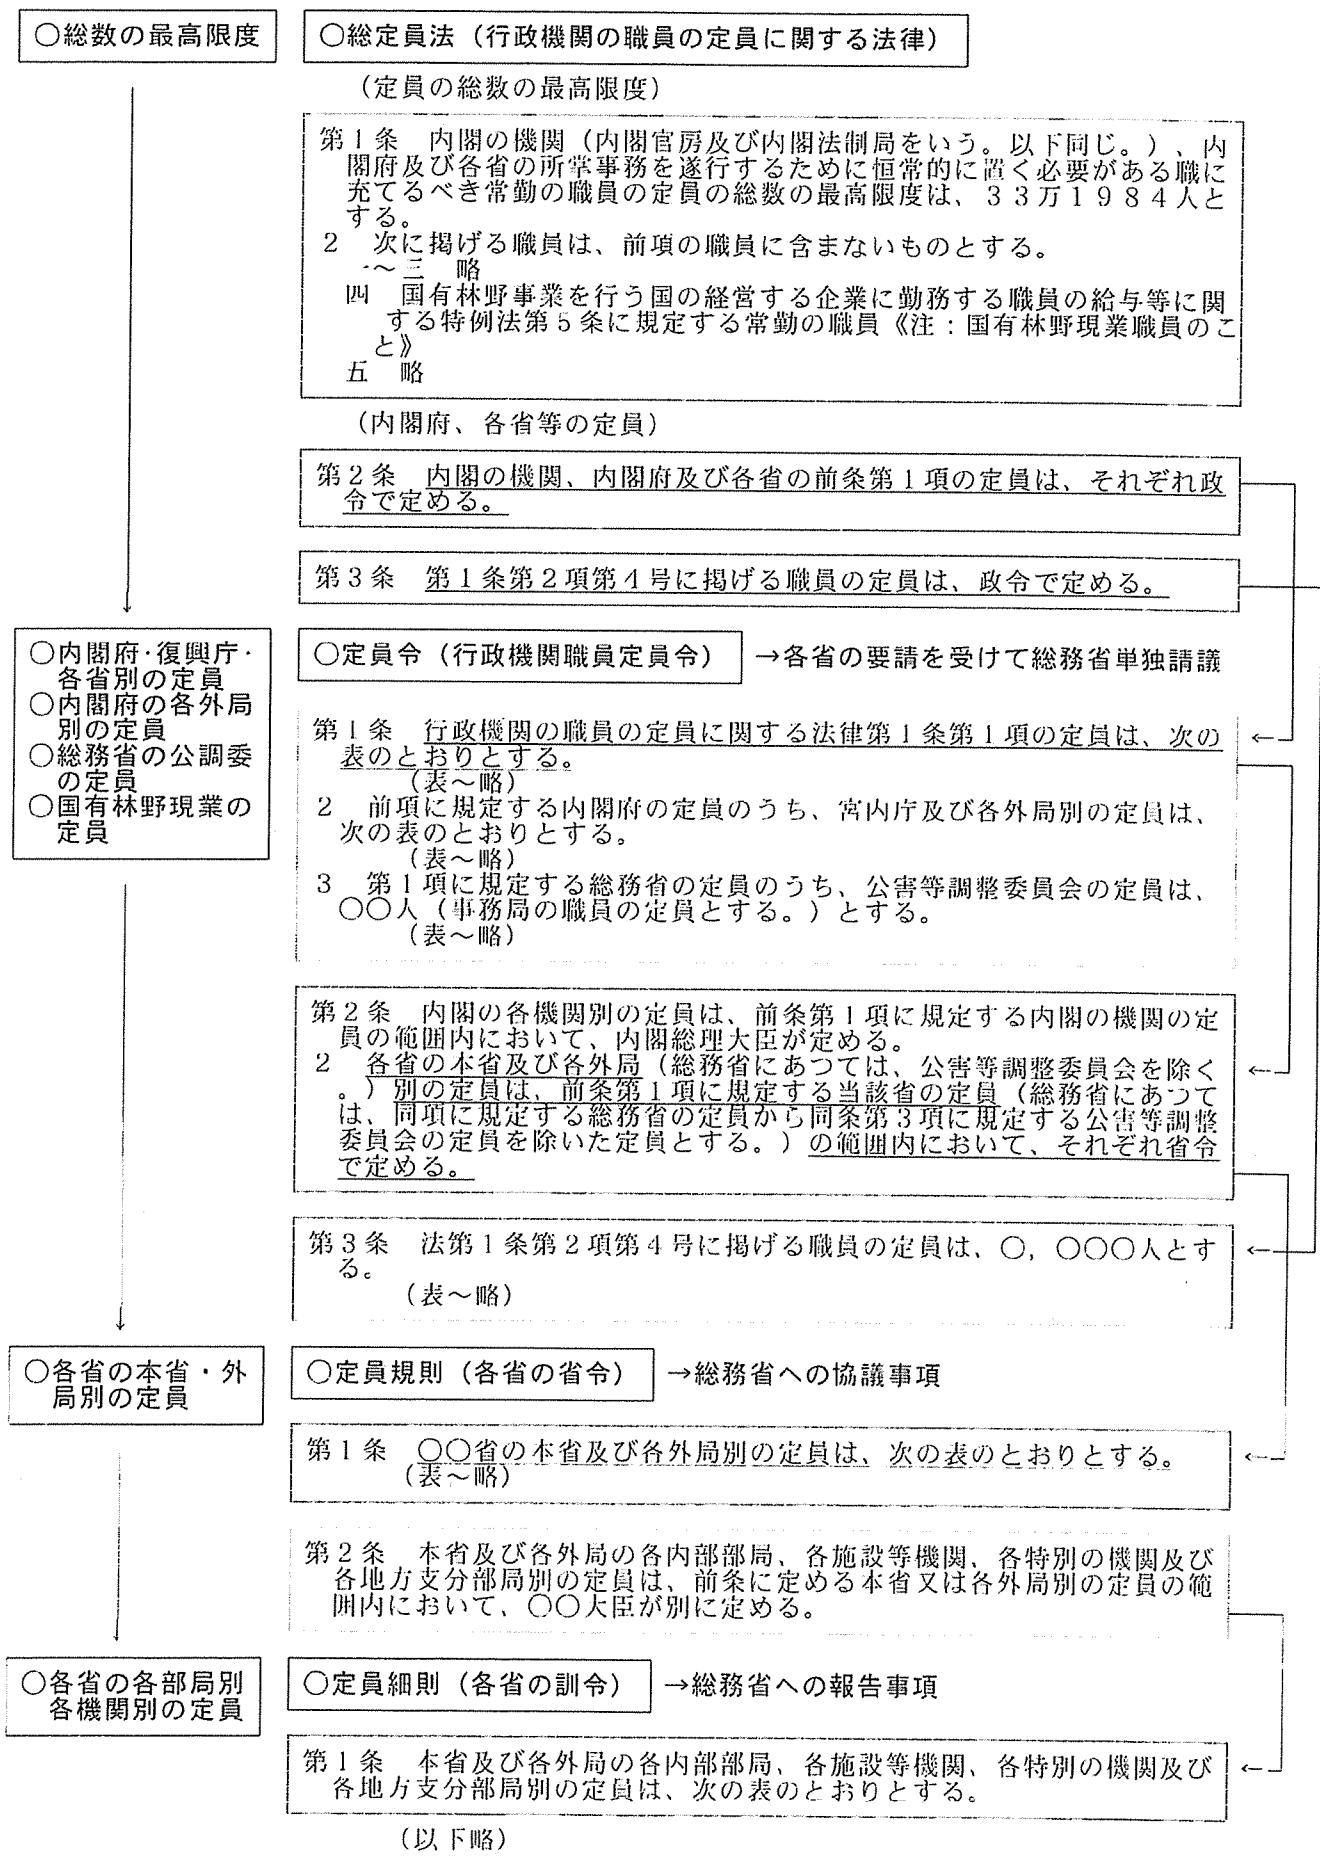 ○総数の最高限度
○総定員法（行政機関の職員の定員に関する法律）
（定員の総数の最高限度）
第１条　内閣の機関（内閣官房及び内閣法制局をいう。以下同じ。）、内
閣府及び各省の所掌事務を遂行するために恒常的に置く必要がある職に
充てるべき常勤の職員の定員の総数の最高限度は、３３万１９８４人と
する。
２　次に掲げる職員は、前項の職員に含まないものとする。
一～三　略
四　国有林野事業を行う国の経営する企業に勤務する職員の給与等に関
する特例法第５条に規定する常勤の職員《注：国有林野現業職員のこ
と》
五　略
（内閣府、各省等の定員）
第２条　内閣の機関、内閣府及び各省の前条第１項の定員は、それぞれ政
令で定める。
第３条　第１条第２項第４号に掲げる職員の定員は、政令で定める。
○内閣府・復興庁・
各省別の定員
○内閣府の各外局
別の定員
○総務省の公調委
の定員
○国有林野現業の
定員
○定員令（行政機関職員定員令）
→各省の要請を受けて総務省単独請議
第１条　行政機関の職員の定員に関する法律第１条第１項の定員は、次の
表のとおりとする。
（表～略）
２　前項に規定する内閣府の定員のうち、宮内庁及び各外局別の定員は、
次の表のとおりとする。
（表～略）
３　第１項に規定する総務省の定員のうち、公害等調整委員会の定員は、
○○人（事務局の職員の定員とする。）とする。
（表～略）
第２条　内閣の各機関別の定員は、前条第１項に規定する内閣の機関の定
員の範囲内において、内閣総理大臣が定める。
２　各省の本省及び各外局（総務省にあつては、公害等調整委員会を除く
。）別の定員は、前条第１項に規定する当該省の定員（総務省にあつて
は、同項に規定する総務省の定員から同条第３項に規定する公害等調整
委員会の定員を除いた定員とする。）の範囲内において、それぞれ省令
で定める。
第３条　法第１条第２項第４号に掲げる職員の定員は、○，○○○人とす
る。
（表～略）
○各省の本省・外
局別の定員
○定員規則（各省の省令）
→総務省への協議事項
第１条　○○省の本省及び各外局別の定員は、次の表のとおりとする。
（表～略）
第２条　本省及び各外局の各内部部局、各施設等機関、各特別の機関及び
各地方支分部局別の定員は、前条に定める本省又は各外局別の定員の範
囲内において、○○大臣が別に定める。
○各省の各部局別
各機関別の定員
○定員細則（各省の訓令）
→総務省への報告事項
第１条　本省及び各外局の各内部部局、各施設等機関、各特別の機関及び
各地方支分部局別の定員は、次の表のとおりとする。
（以下略）